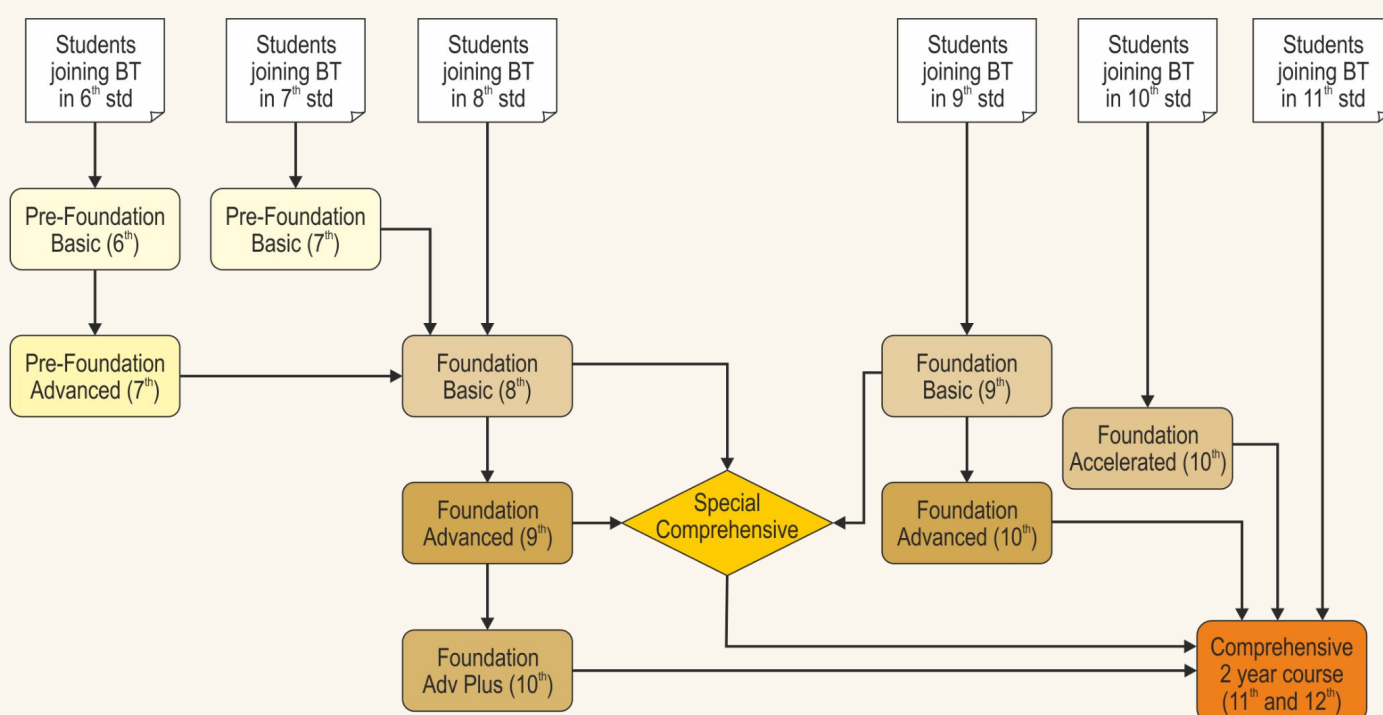 Students
joining BT
in 6th std
Students
joining BT
in 7th std
Students
joining BT
in 8th std
Students
joining BT
in 9th std
Students
joining BT
in 10th std
Students
joining BT
in 11th std
Pre-Foundation
Basic (6th)
Pre-Foundation
Basic (7th)
Pre-Foundation
Advanced (7th)
Foundation
Basic (8th)
Foundation
Basic (9th)
Foundation
Accelerated (10th)
Foundation
Advanced (9th)
Special
Comprehensive
Foundation
Advanced (10th)
Foundation
Adv Plus (10th)
Comprehensive
2 year course
(11th and 12th)